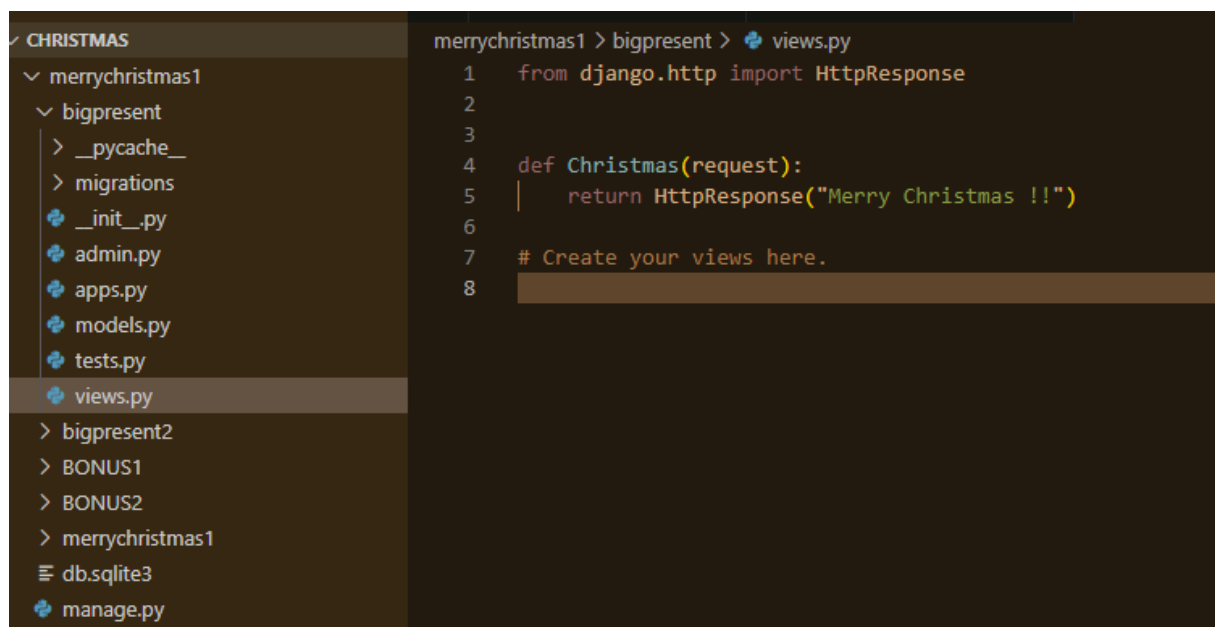 CHRISTMAS
merrychristmas1
bigpresent
__pycache__
migrations
__init__.py
admin.py
apps.py
models.py
tests.py
views.py
bigpresent2
BONUS1
BONUS2
merrychristmas1
db.sqlite3
manage.py
merrychristmas1 > bigpresent > views.py
1 from django.http import HttpResponse
2
3
4 def Christmas(request):
5     return HttpResponse("Merry Christmas !!")
6
7 # Create your views here.
8